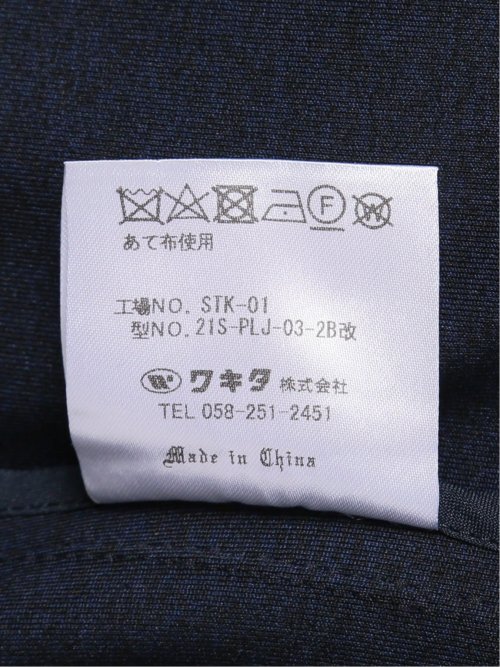 あて布使用
工場NO. STK-01
型NO. 21S-PLJ-03-2B改
ワキタ 株式会社
TEL 058-251-2451
Made in China